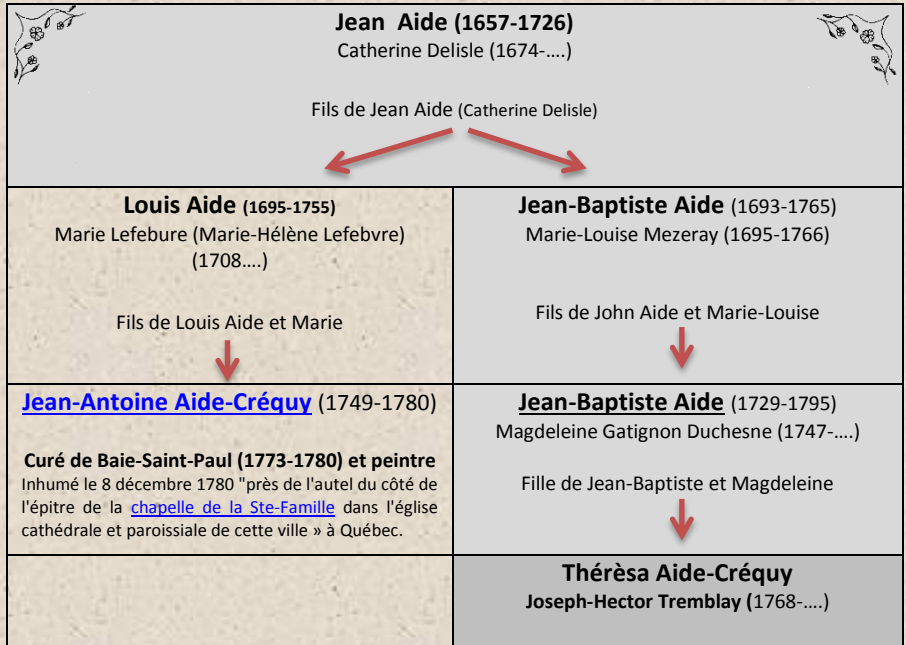 Jean Aide (1657-1726)
Catherine Delisle (1674-....)
Fils de Jean Aide (Catherine Delisle)
Louis Aide (1695-1755)
Marie Lefebure (Marie-Hélène Lefebvre)
(1708....)
Fils de Louis Aide et Marie
Jean-Baptiste Aide (1693-1765)
Marie-Louise Mezeray (1695-1766)
Fils de John Aide et Marie-Louise
Jean-Antoine Aide-Créquy (1749-1780)
Curé de Baie-Saint-Paul (1773-1780) et peintre
Inhumé le 8 décembre 1780 "près de l'autel du côté de
l'épitre de la chapelle de la Ste-Famille dans l'église
cathédrale et paroissiale de cette ville » à Québec.
Jean-Baptiste Aide (1729-1795)
Magdeleine Gatignon Duchesne (1747-....)
Fille de Jean-Baptiste et Magdeleine
Thérèsa Aide-Créquy
Joseph-Hector Tremblay (1768-....)